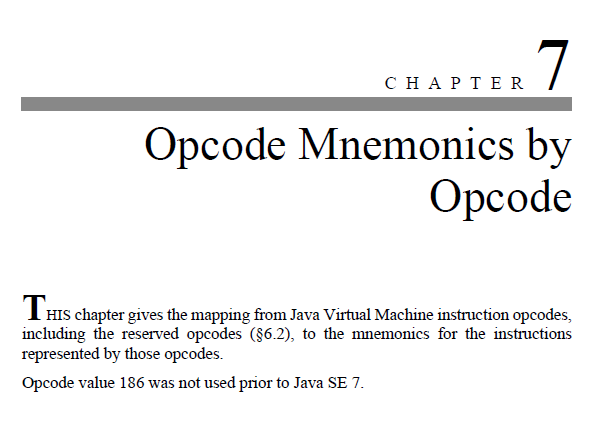 CHAPTER 7
Opcode Mnemonics by
Opcode
THIS chapter gives the mapping from Java Virtual Machine instruction opcodes,
including the reserved opcodes (§6.2), to the mnemonics for the instructions
represented by those opcodes.
Opcode value 186 was not used prior to Java SE 7.